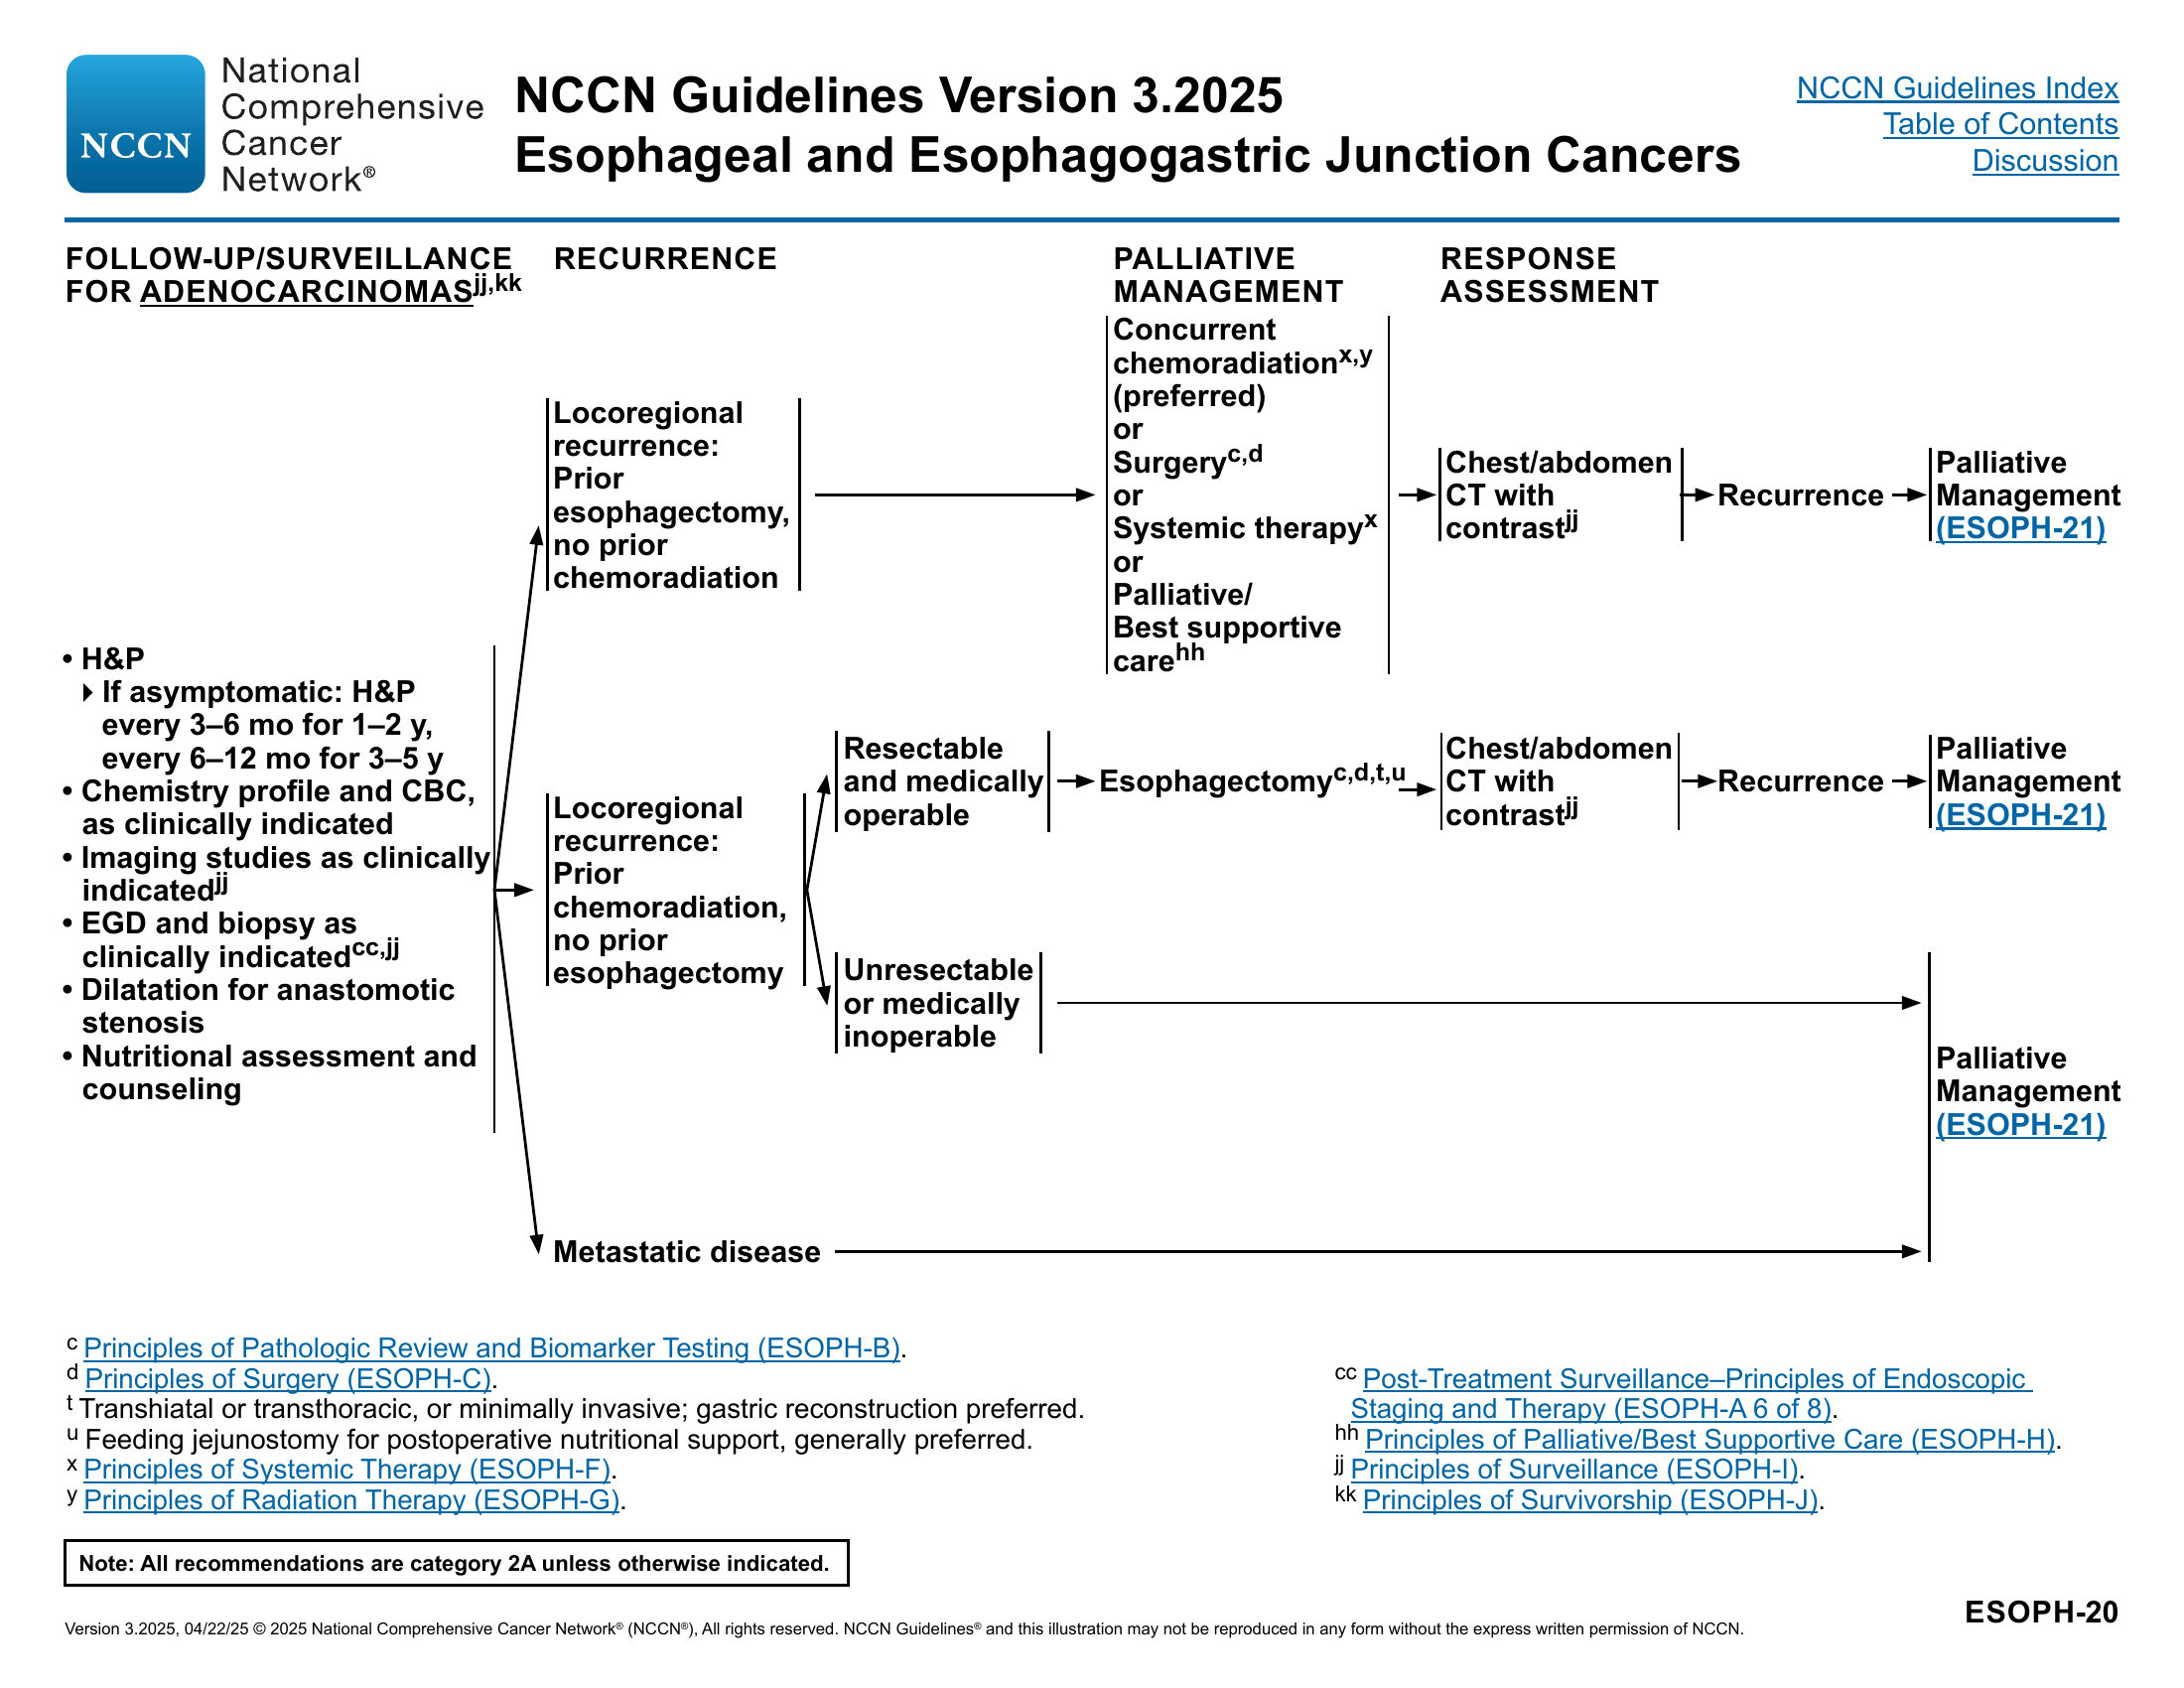 NCCN
National
Comprehensive
Cancer
Network®
NCCN Guidelines Version 3.2025
Esophageal and Esophagogastric Junction Cancers
NCCN Guidelines Index
Table of Contents
Discussion
FOLLOW-UP/SURVEILLANCE
FOR ADENOCARCINOMASjj,kk
RECURRENCE
PALLIATIVE
MANAGEMENT
RESPONSE
ASSESSMENT
• H&P
If asymptomatic: H&P
every 3–6 mo for 1–2 y,
every 6–12 mo for 3–5 y
• Chemistry profile and CBC,
as clinically indicated
• Imaging studies as clinically
indicatedjj
• EGD and biopsy as
clinically indicatedcc,jj
• Dilatation for anastomotic
stenosis
• Nutritional assessment and
counseling
Locoregional
recurrence:
Prior
esophagectomy,
no prior
chemoradiation
Concurrent
chemoradiationx,y
(preferred)
or
Surgeryc,d
or
Systemic therapyx
or
Palliative/
Best supportive
carehh
Chest/abdomen
CT with
contrastjj
Recurrence
Palliative
Management
(ESOPH-21)
Locoregional
recurrence:
Prior
chemoradiation,
no prior
esophagectomy
Resectable
and medically
operable
Esophagectomyc,d,t,u
Chest/abdomen
CT with
contrastjj
Recurrence
Palliative
Management
(ESOPH-21)
Unresectable
or medically
inoperable
Palliative
Management
(ESOPH-21)
Metastatic disease
c Principles of Pathologic Review and Biomarker Testing (ESOPH-B).
d Principles of Surgery (ESOPH-C).
t Transhiatal or transthoracic, or minimally invasive; gastric reconstruction preferred.
u Feeding jejunostomy for postoperative nutritional support, generally preferred.
x Principles of Systemic Therapy (ESOPH-F).
y Principles of Radiation Therapy (ESOPH-G).
cc Post-Treatment Surveillance–Principles of Endoscopic
Staging and Therapy (ESOPH-A 6 of 8).
hh Principles of Palliative/Best Supportive Care (ESOPH-H).
jj Principles of Surveillance (ESOPH-I).
kk Principles of Survivorship (ESOPH-J).
Note: All recommendations are category 2A unless otherwise indicated.
ESOPH-20
Version 3.2025, 04/22/25 © 2025 National Comprehensive Cancer Network® (NCCN®), All rights reserved. NCCN Guidelines® and this illustration may not be reproduced in any form without the express written permission of NCCN.